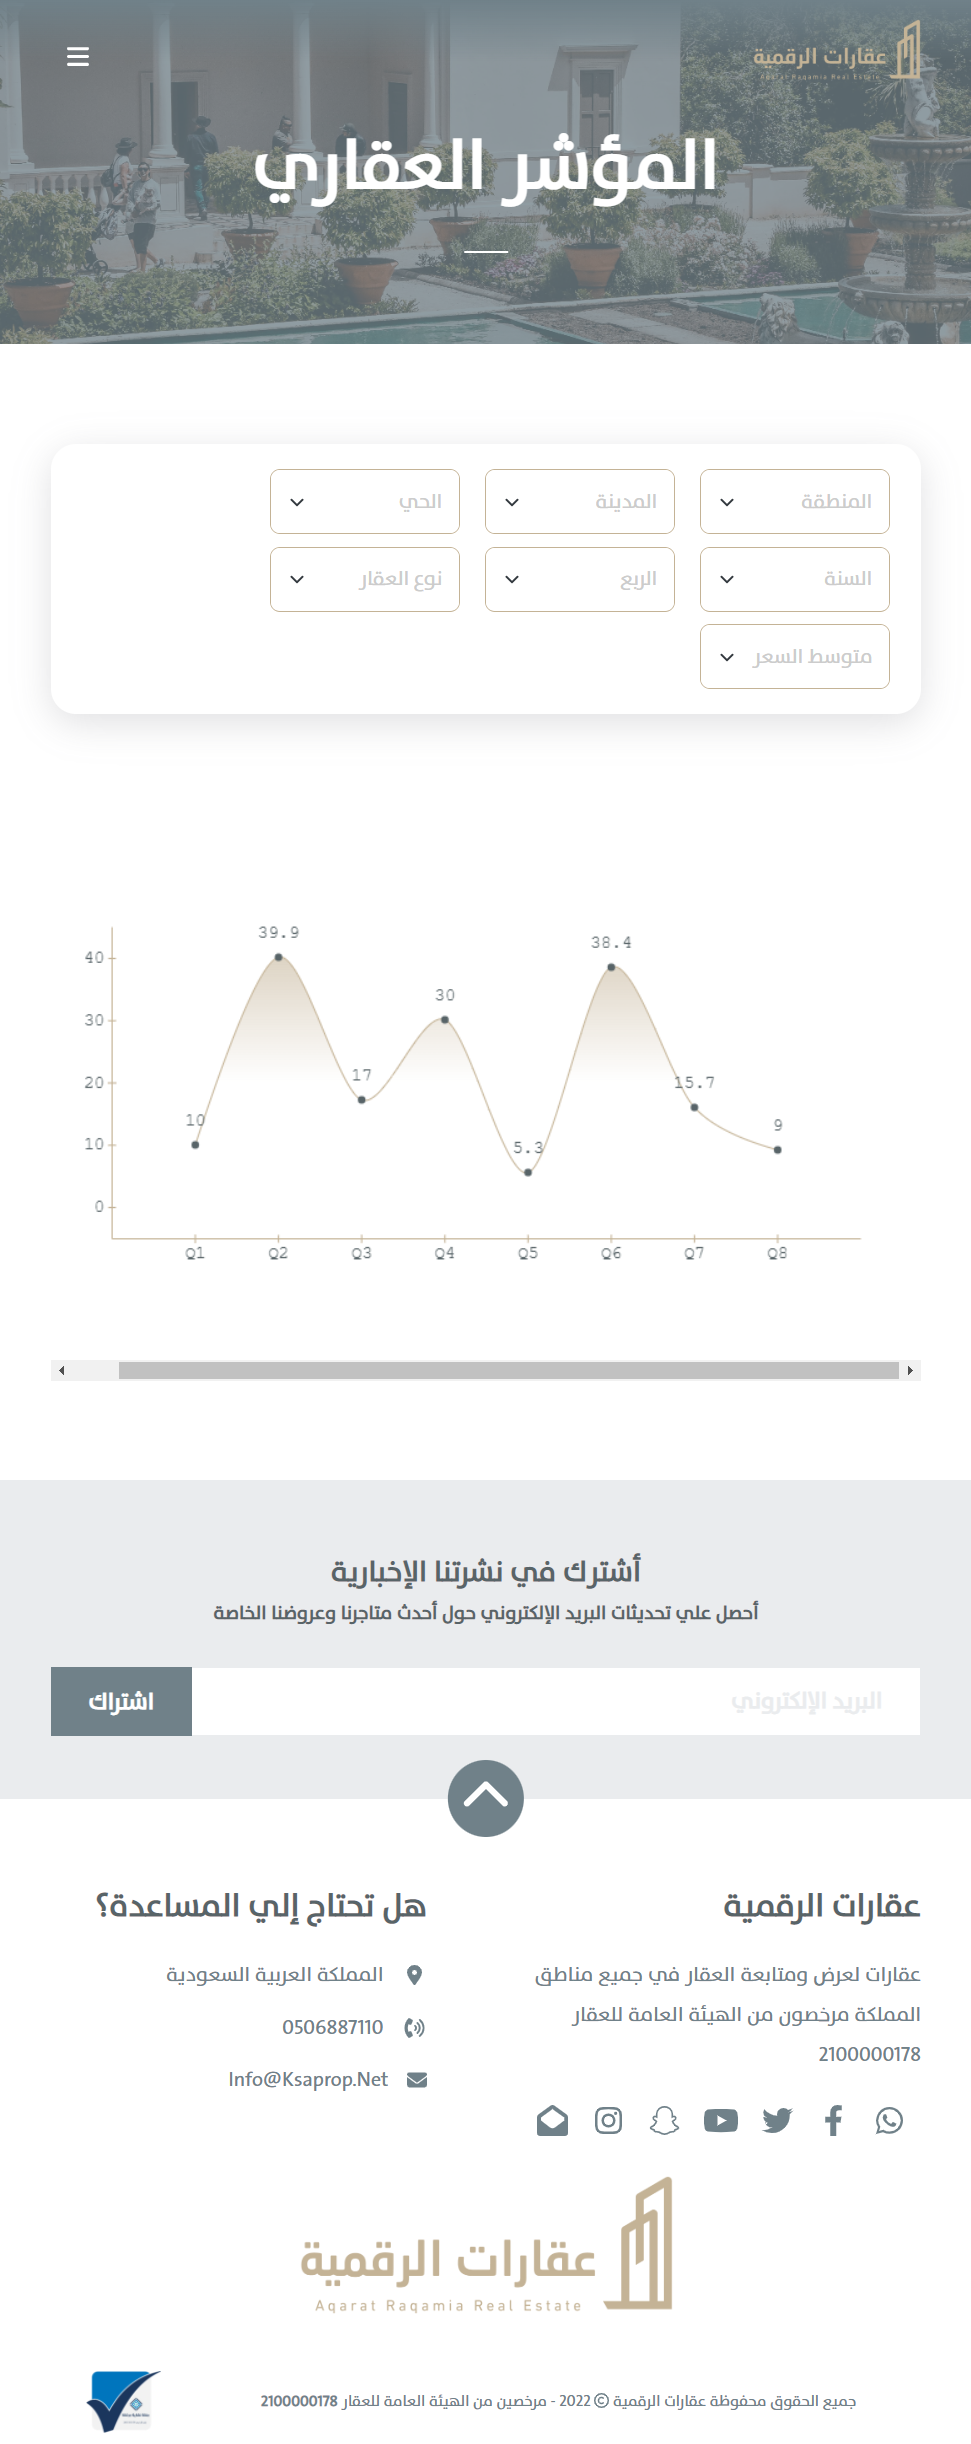 عقارات الرقمية
Aqarat Raqamia Real Estate
المؤشر العقاري
المنطقة
المدينة
الحي
السنة
الربع
نوع العقار
متوسط السعر
40
30
20
10
0
10
39.9
17
30
5.3
38.4
15.7
9
Q1 Q2 Q3 Q4 Q5 Q6 Q7 Q8
أشترك في نشرتنا الإخبارية
أحصل علي تحديثات البريد الإلكتروني حول أحدث متاجرنا وعروضنا الخاصة
البريد الإلكتروني
اشتراك
عقارات الرقمية
عقارات لعرض ومتابعة العقار في جميع مناطق
المملكة مرخصون من الهيئة العامة للعقار
2100000178
هل تحتاج إلي المساعدة؟
المملكة العربية السعودية
0506887110
Info@Ksaprop.Net
عقارات الرقمية
Aqarat Raqamia Real Estate
جميع الحقوق محفوظة عقارات الرقمية © 2022 - مرخصين من الهيئة العامة للعقار 2100000178